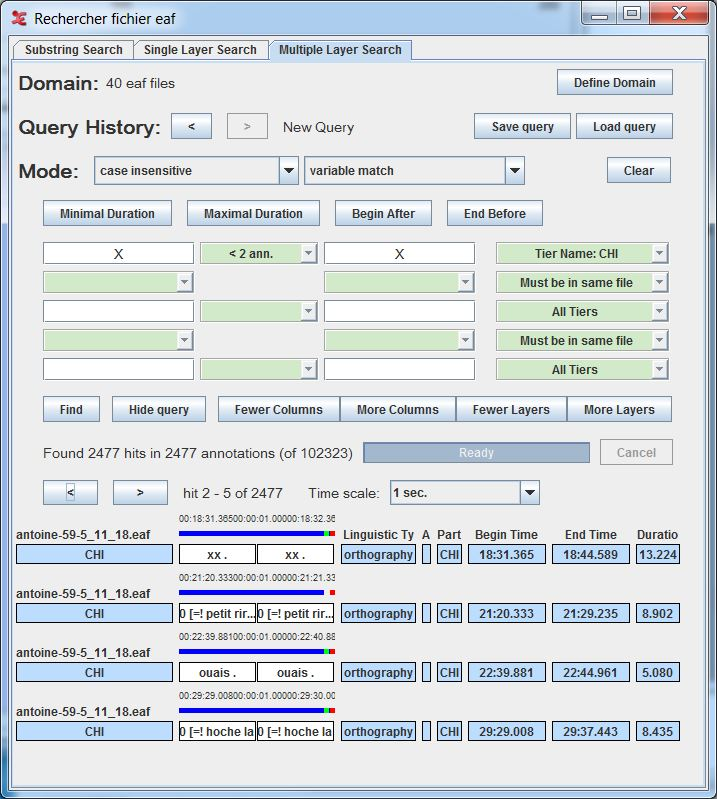 Rechercher fichier eaf
Substring Search Single Layer Search Multiple Layer Search
Domain: 40 eaf files Define Domain
Query History: < > New Query Save query Load query
Mode: case insensitive variable match Clear
Minimal Duration Maximal Duration Begin After End Before
X < 2 ann. X Tier Name: CHI
Must be in same file
All Tiers
Must be in same file
All Tiers
Find Hide query Fewer Columns More Columns Fewer Layers More Layers
Found 2477 hits in 2477 annotations (of 102323) Ready Cancel
< > hit 2 - 5 of 2477 Time scale: 1 sec.
00:18:31.36500:00:01.00000:18:32.36
antoine-59-5_11_18.eaf Linguistic Ty A Part Begin Time End Time Duratio
CHI xx . xx . orthography CHI 18:31.365 18:44.589 13.224
00:21:20.33300:00:01.00000:21:21.33
antoine-59-5_11_18.eaf
CHI 0 [=! petit rir... 0 [=! petit rir... orthography CHI 21:20.333 21:29.235 8.902
00:22:39.88100:00:01.00000:22:40.88
antoine-59-5_11_18.eaf
CHI ouais . ouais . orthography CHI 22:39.881 22:44.961 5.080
00:29:29.00800:00:01.00000:29:30.00
antoine-59-5_11_18.eaf
CHI 0 [=! hoche la 0 [=! hoche la orthography CHI 29:29.008 29:37.443 8.435